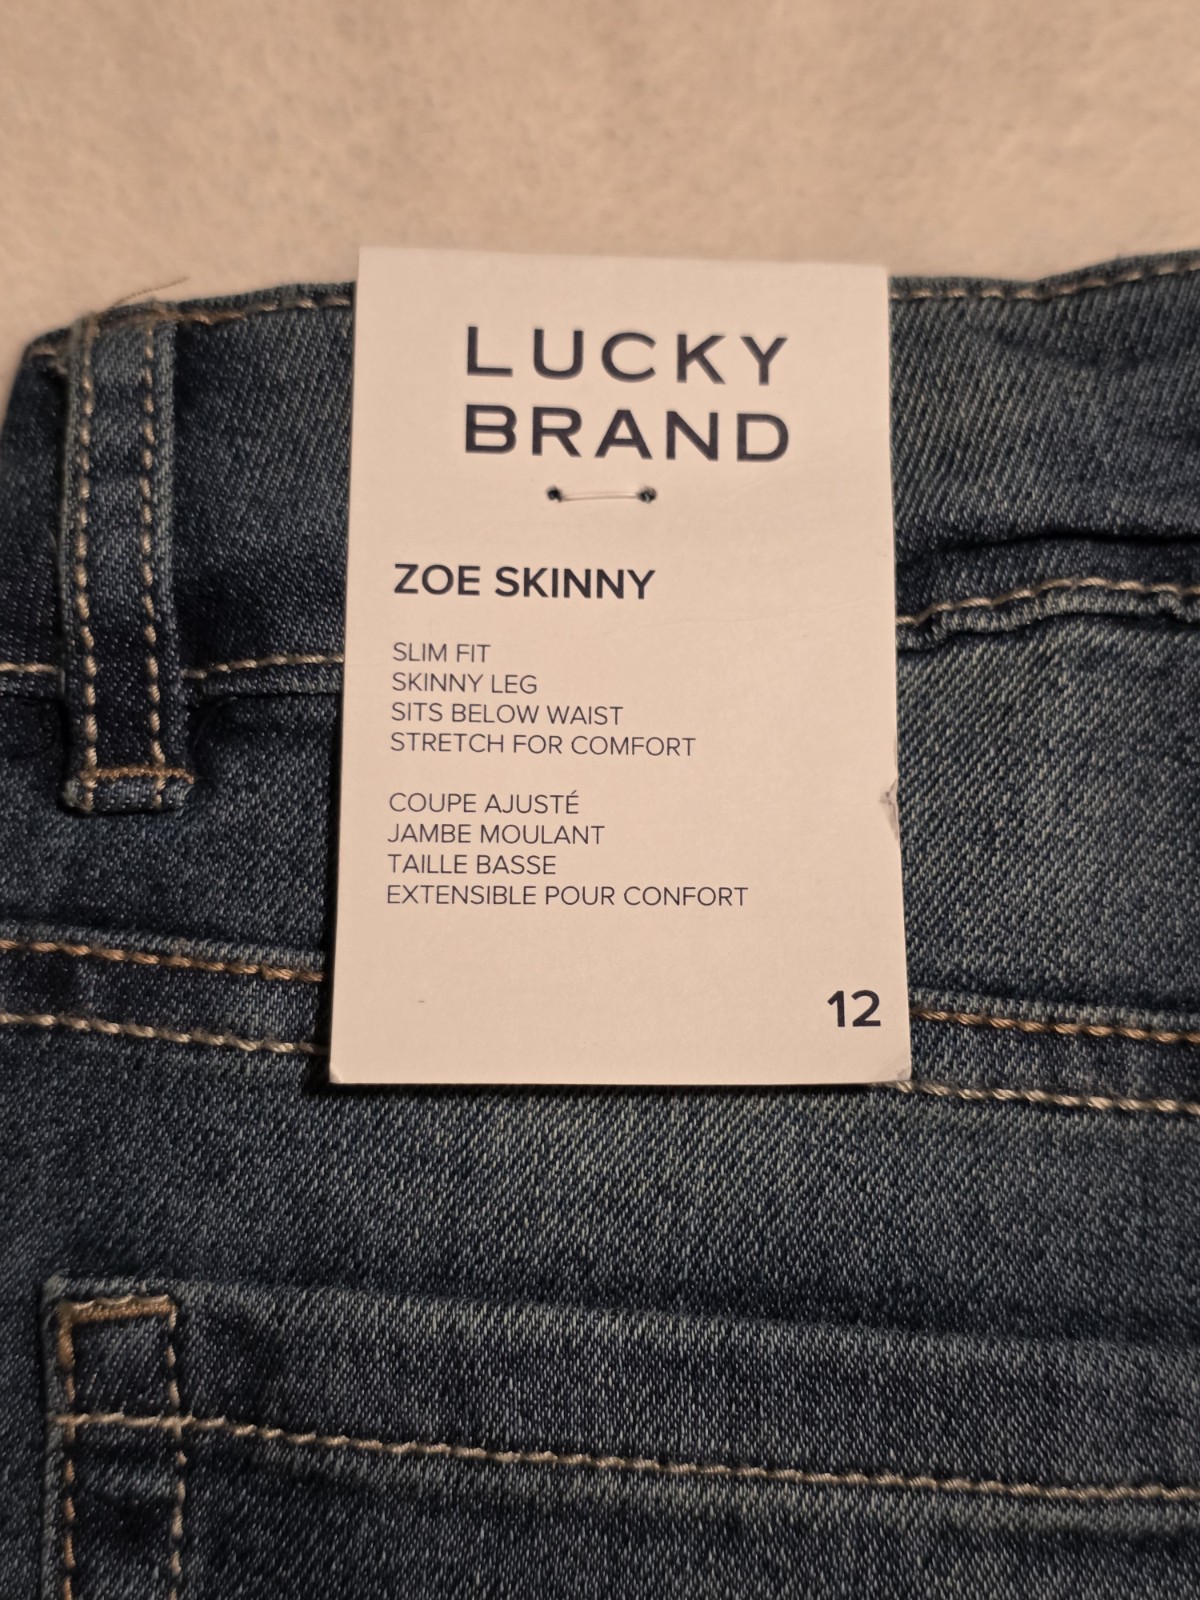 LUCKY
BRAND
ZOE SKINNY
SLIM FIT
SKINNY LEG
SITS BELOW WAIST
STRETCH FOR COMFORT
COUPE AJUSTÉ
JAMBE MOULANT
TAILLE BASSE
EXTENSIBLE POUR CONFORT
12